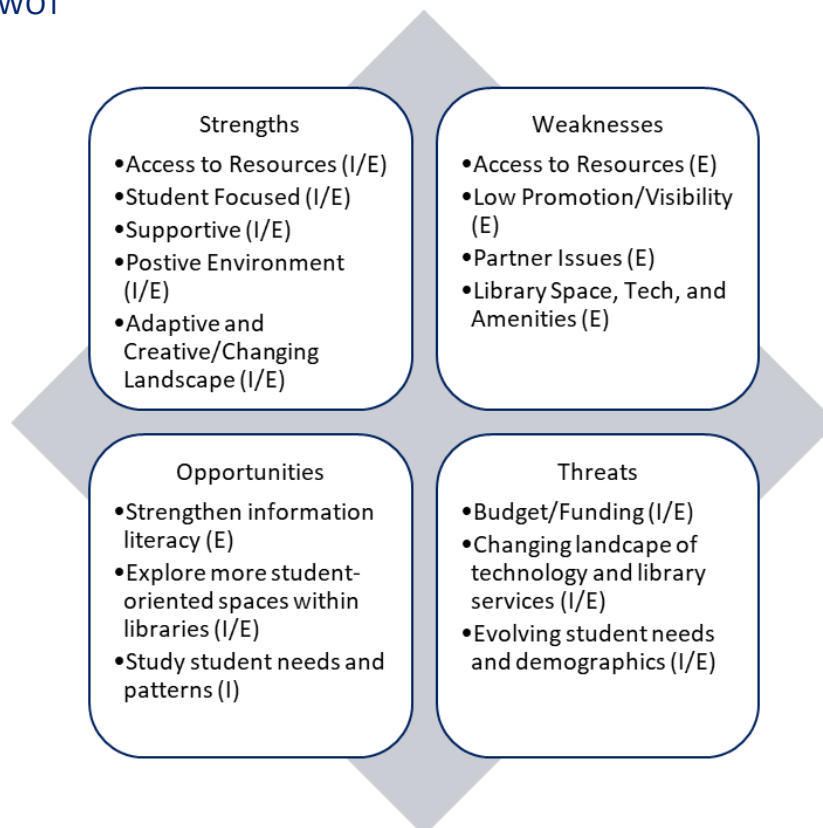 WOT
Strengths
•Access to Resources (I/E)
•Student Focused (I/E)
•Supportive (I/E)
•Postive Environment
(I/E)
•Adaptive and
Creative/Changing
Landscape (I/E)
Weaknesses
•Access to Resources (E)
•Low Promotion/Visibility
(E)
•Partner Issues (E)
•Library Space, Tech, and
Amenities (E)
Opportunities
•Strengthen information
literacy (E)
•Explore more student-
oriented spaces within
libraries (I/E)
•Study student needs and
patterns (I)
Threats
•Budget/Funding (I/E)
•Changing landcape of
technology and library
services (I/E)
•Evolving student needs
and demographics (I/E)